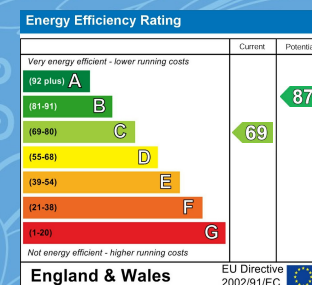 Energy Efficiency Rating
Current Potentia
Very energy efficient - lower running costs
(92 plus) A
(81-91) B
87
(69-80) C 69
(55-68) D
(39-54) E
(21-38) F
(1-20) G
Not energy efficient - higher running costs
England & Wales
EU Directive
2002/91/EC